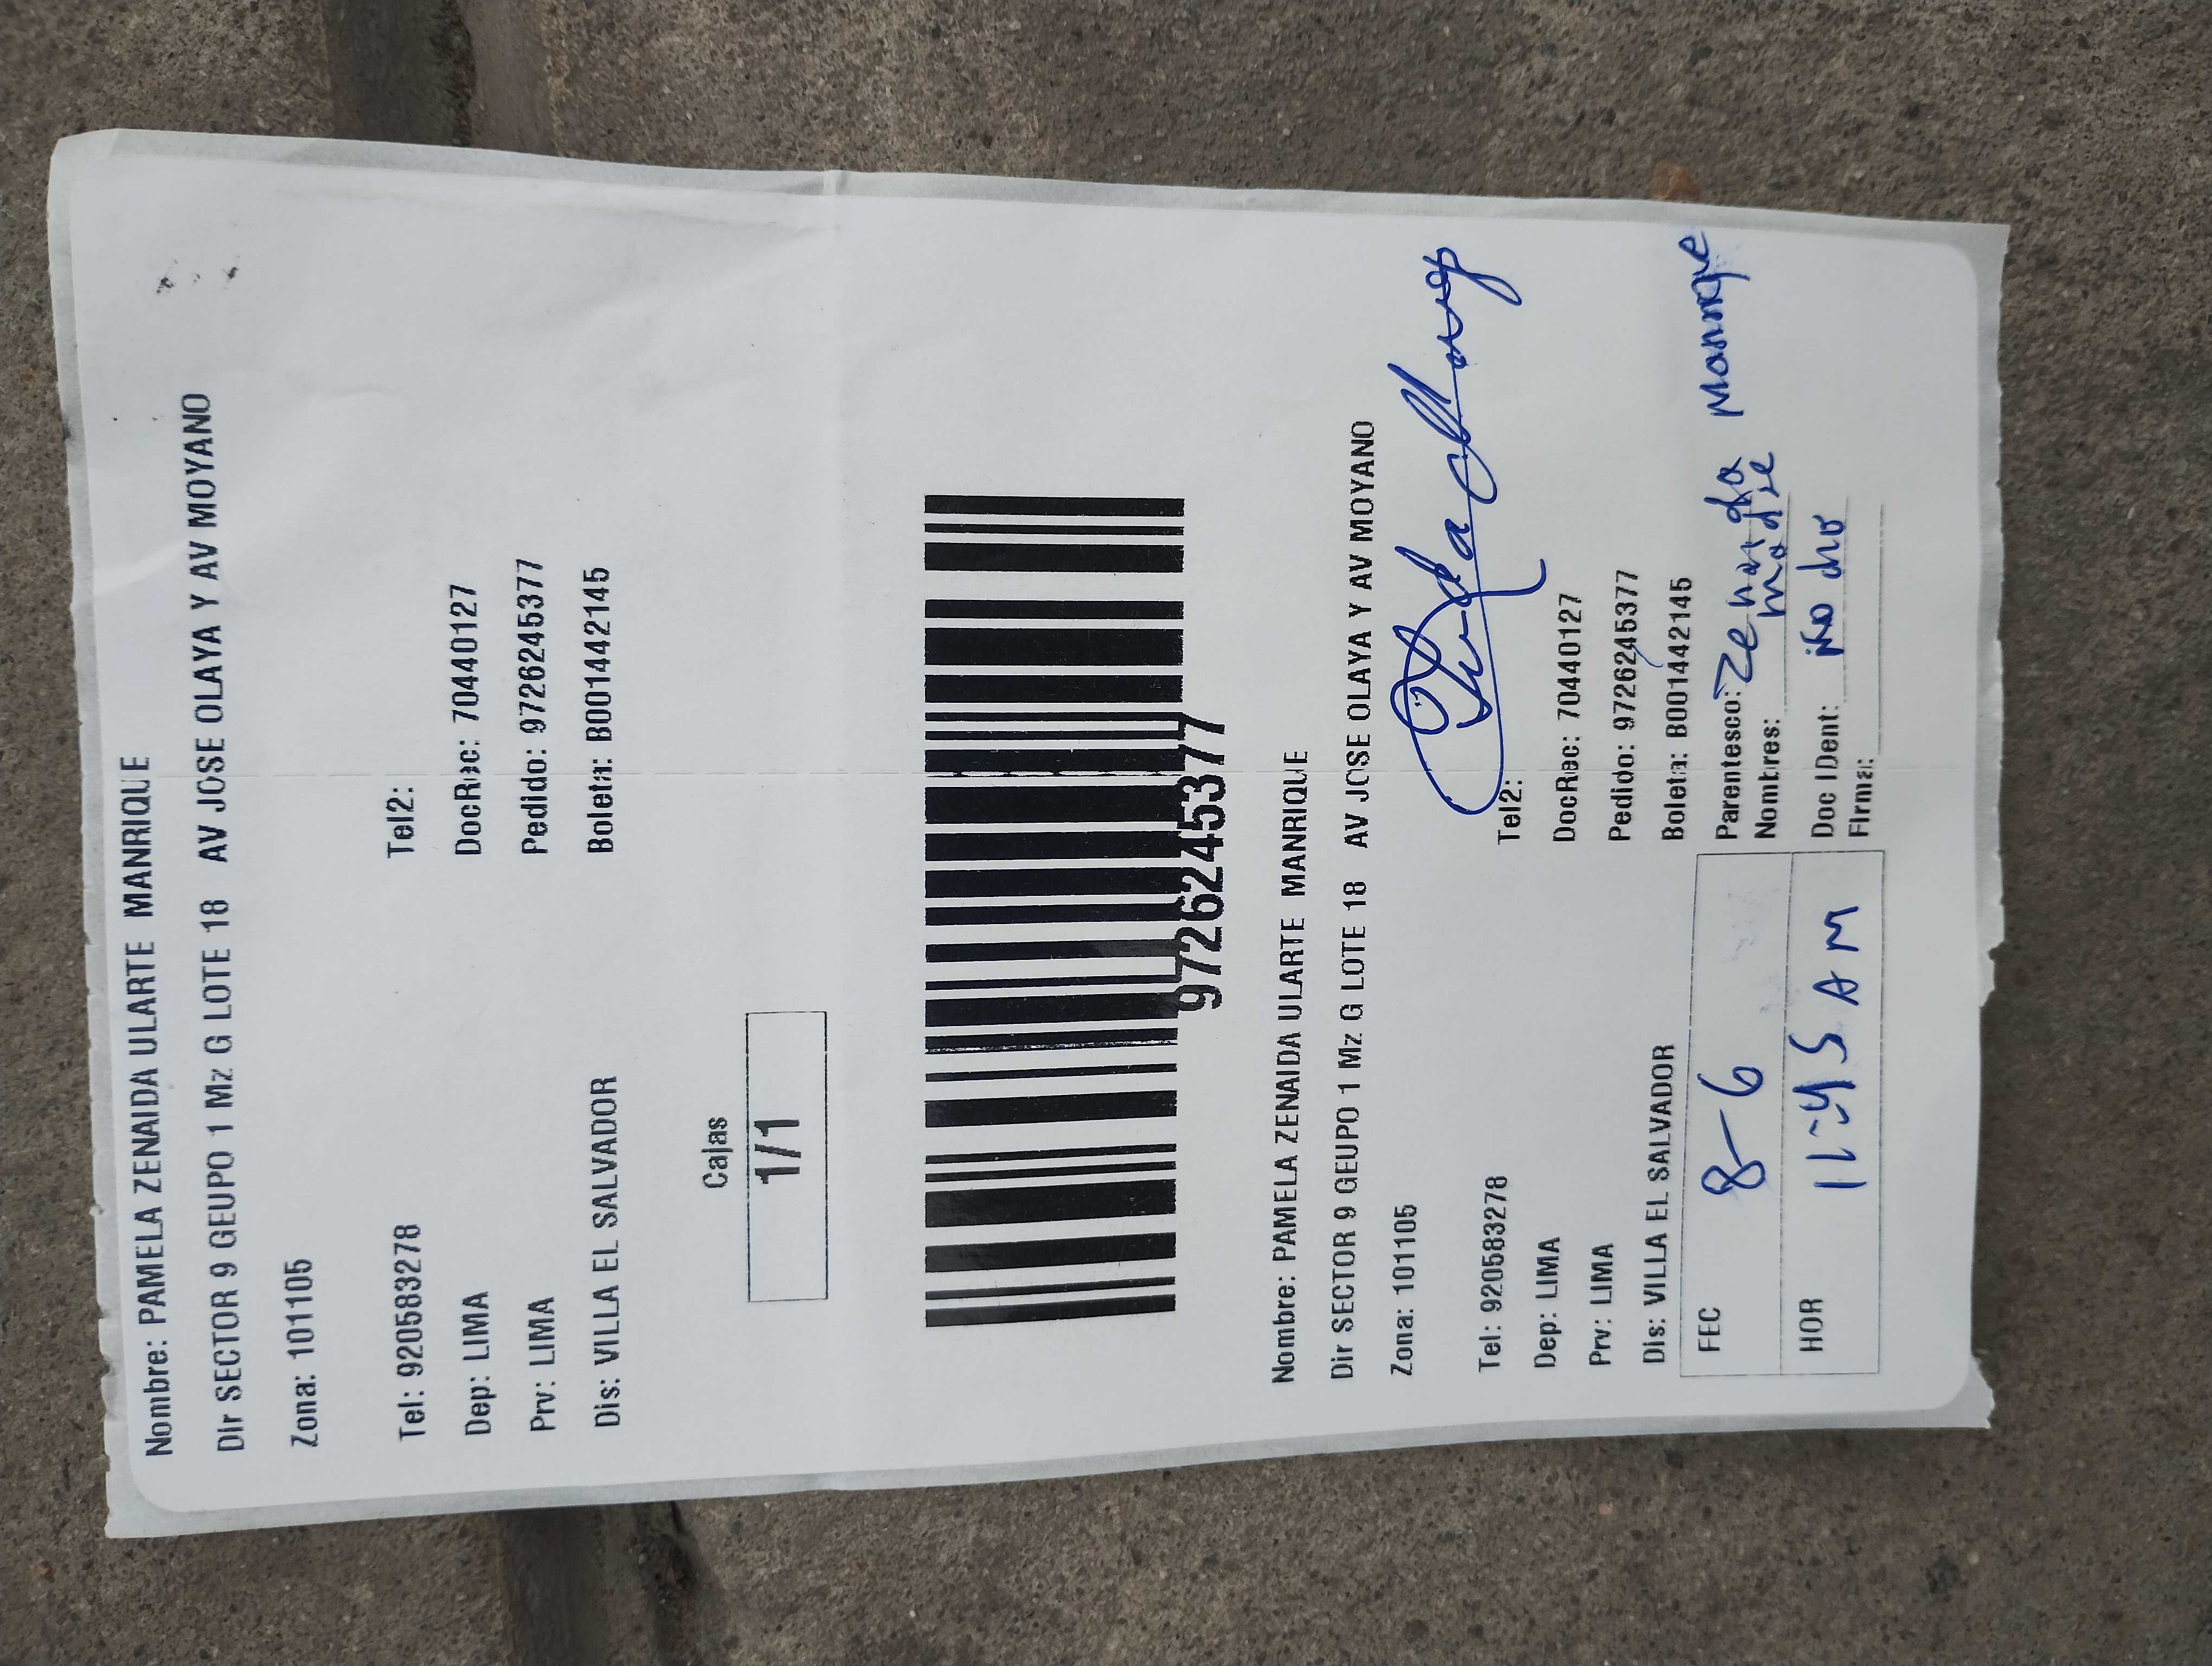 Nombre: PAMELA ZENAIDA ULARTE MANRIQUE
Dir SECTOR 9 GEUPO 1 Mz G LOTE 18 AV JOSE OLAYA Y AV MOYANO
Zona: 101105
Tel: 920583278 Tel2:
Dep: LIMA DocRec: 70440127
Prv: LIMA Pedido: 9726245377
Dis: VILLA EL SALVADOR Boleta: B001442145
Cajas
1/1
9726245377
Nombre: PAMELA ZENAIDA ULARTE MANRIQUE
Dir SECTOR 9 GEUPO 1 Mz G LOTE 18 AV JOSE OLAYA Y AV MOYANO
Zona: 101105
Tel: 920583278 Tel2:
Dep: LIMA DocRec: 70440127
Prv: LIMA Pedido: 9726245377
Dis: VILLA EL SALVADOR Boleta: B001442145
FEC 8-6 Parentesco: Zenaida Manrique
Nombres: madre
HOR 11:45 AM Doc IDent: no dio
Firma: